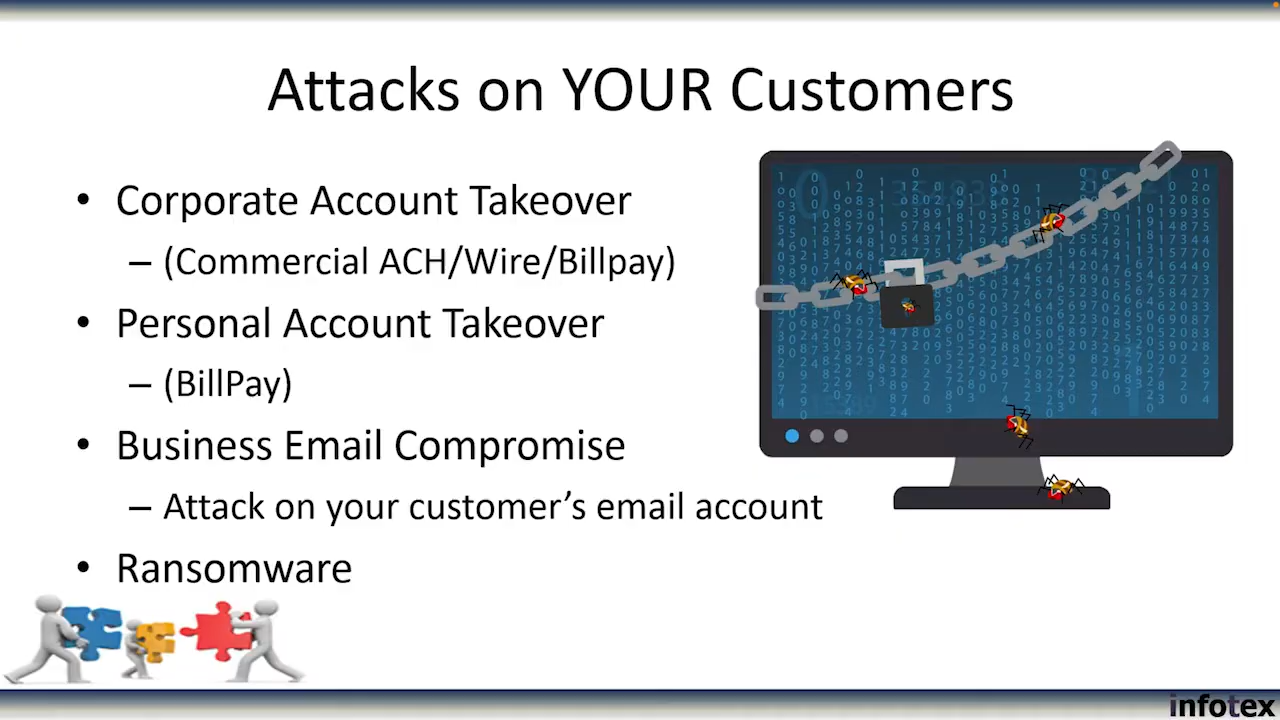 Attacks on YOUR Customers
• Corporate Account Takeover
– (Commercial ACH/Wire/Billpay)
• Personal Account Takeover
– (BillPay)
• Business Email Compromise
– Attack on your customer’s email account
• Ransomware
infotex